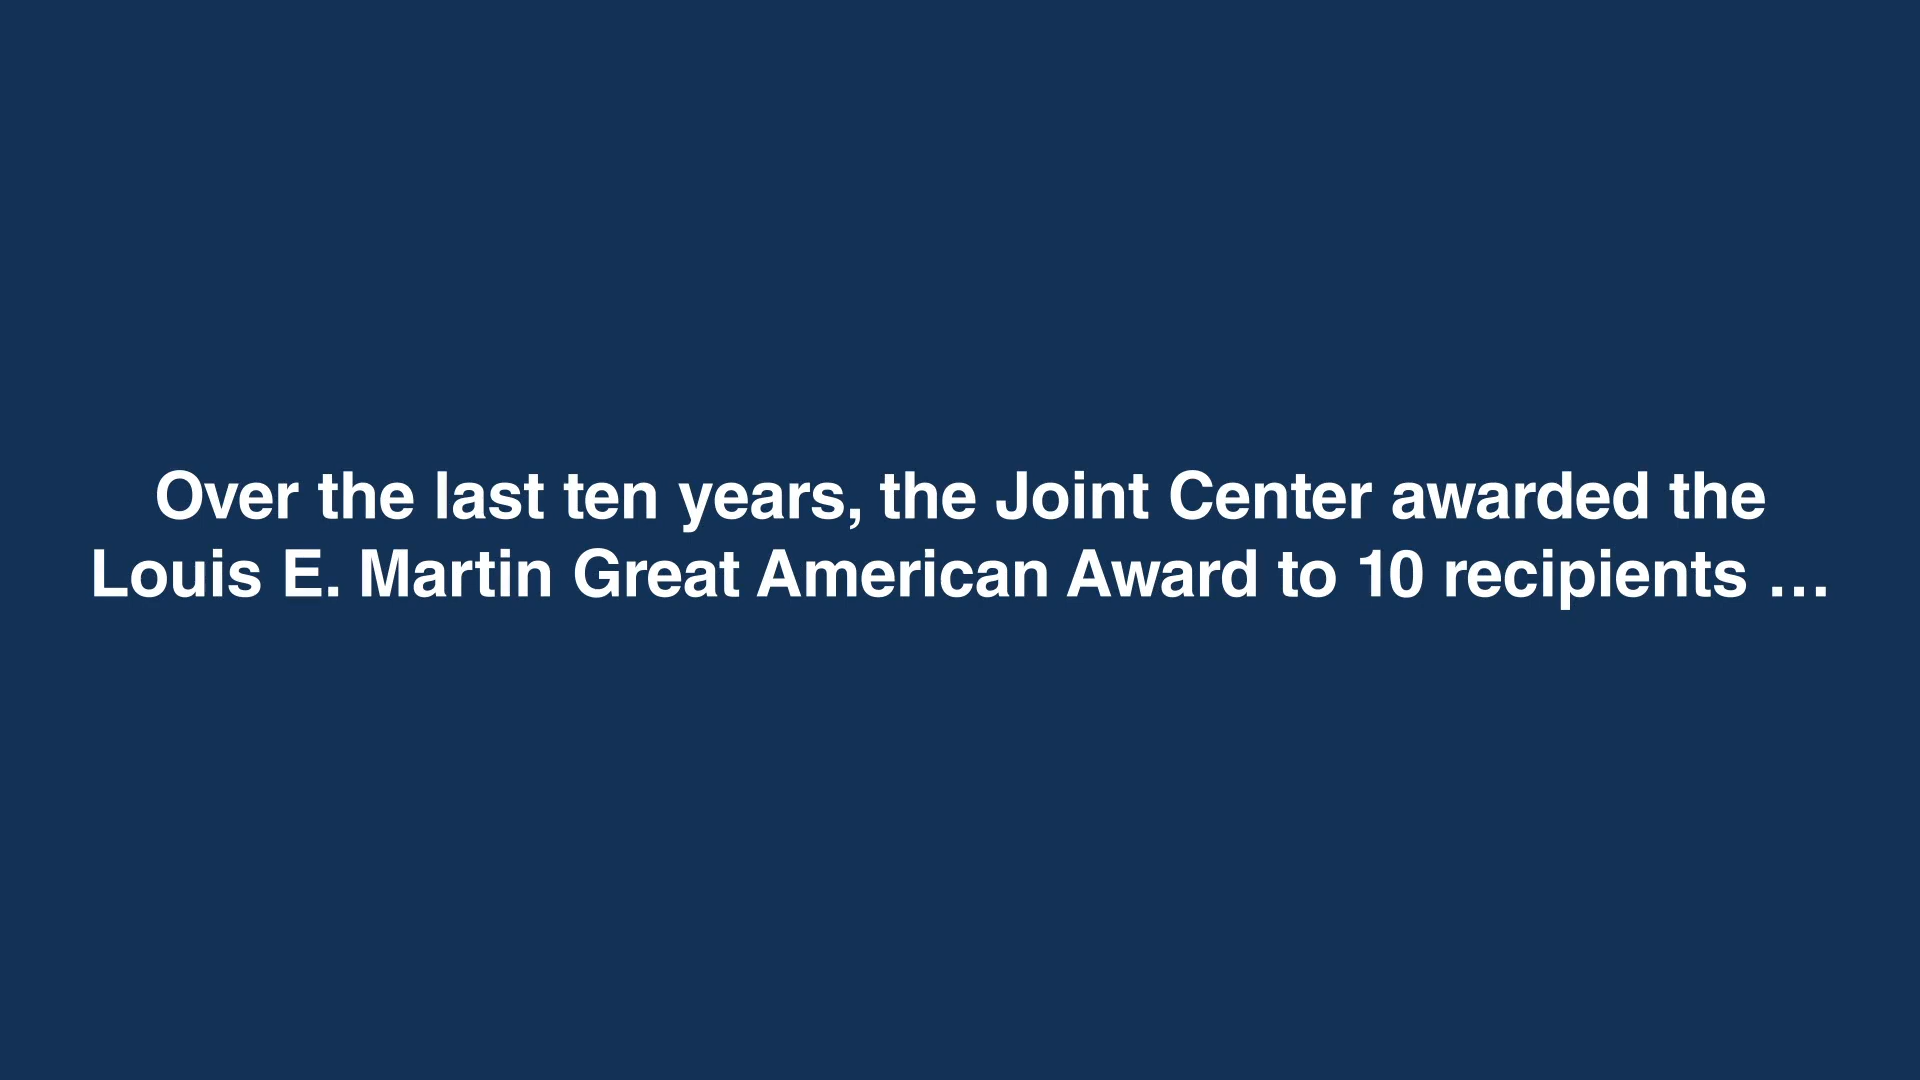 Over the last ten years, the Joint Center awarded the
Louis E. Martin Great American Award to 10 recipients …